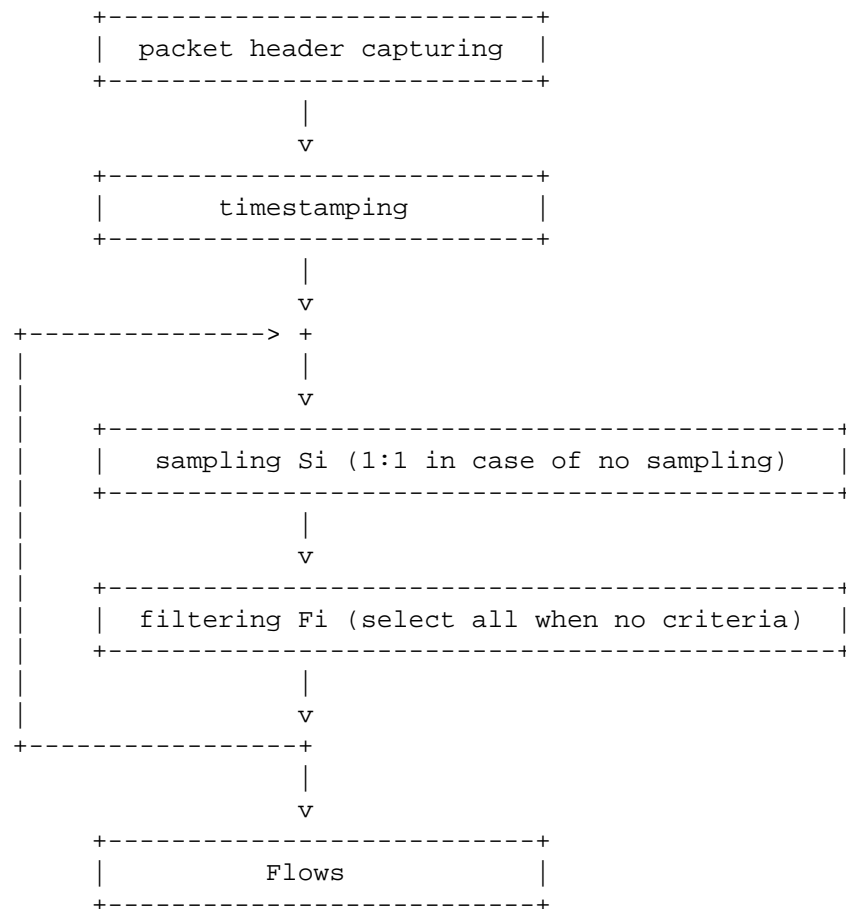 packet header capturing
timestamping
sampling Si (1:1 in case of no sampling)
filtering Fi (select all when no criteria)
Flows